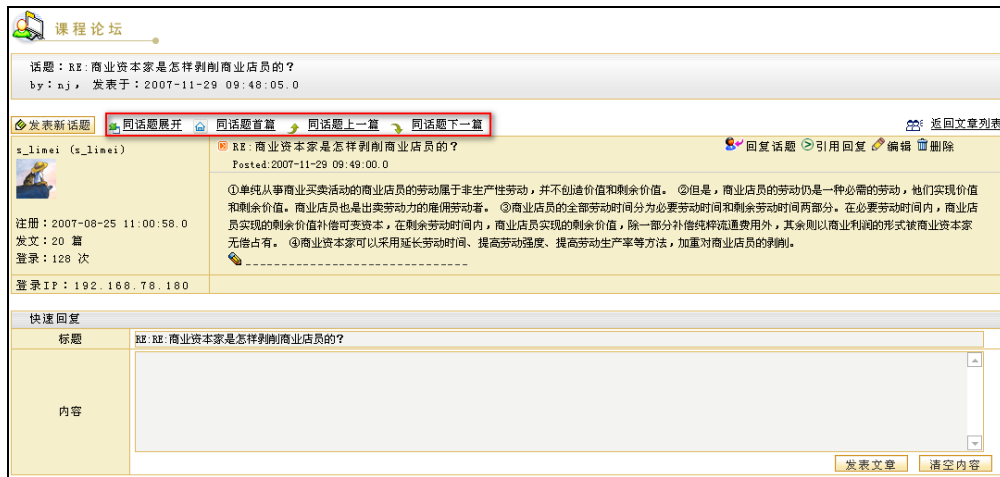 课程论坛
话题：RE:商业资本家是怎样剥削商业店员的？
by：nj， 发表于：2007-11-29 09:48:05.0
发表新话题 同话题展开 同话题首篇 同话题上一篇 同话题下一篇 返回文章列表
s_limei (s_limei) RE:商业资本家是怎样剥削商业店员的？ 回复话题 引用回复 编辑 删除
Posted:2007-11-29 09:49:00.0
①单纯从事商业买卖活动的商业店员的劳动属于非生产性劳动，并不创造价值和剩余价值。 ②但是，商业店员的劳动仍是一种必需的劳动，他们实现价值
和剩余价值。商业店员也是出卖劳动力的雇佣劳动者。 ③商业店员的全部劳动时间分为必要劳动时间和剩余劳动时间两部分。在必要劳动时间内，商业店
员实现的剩余价值补偿可变资本，在剩余劳动时间内，商业店员实现的剩余价值，除一部分补偿纯粹流通费用外，其余则以商业利润的形式被商业资本家
无偿占有。 ④商业资本家可以采用延长劳动时间、提高劳动强度、提高劳动生产率等方法，加重对商业店员的剥削。
------------------------------
注册：2007-08-25 11:00:58.0
发文：20 篇
登录：128 次
登录IP：192.168.78.180
快速回复
标题 RE:RE:商业资本家是怎样剥削商业店员的？
内容
发表文章 清空内容